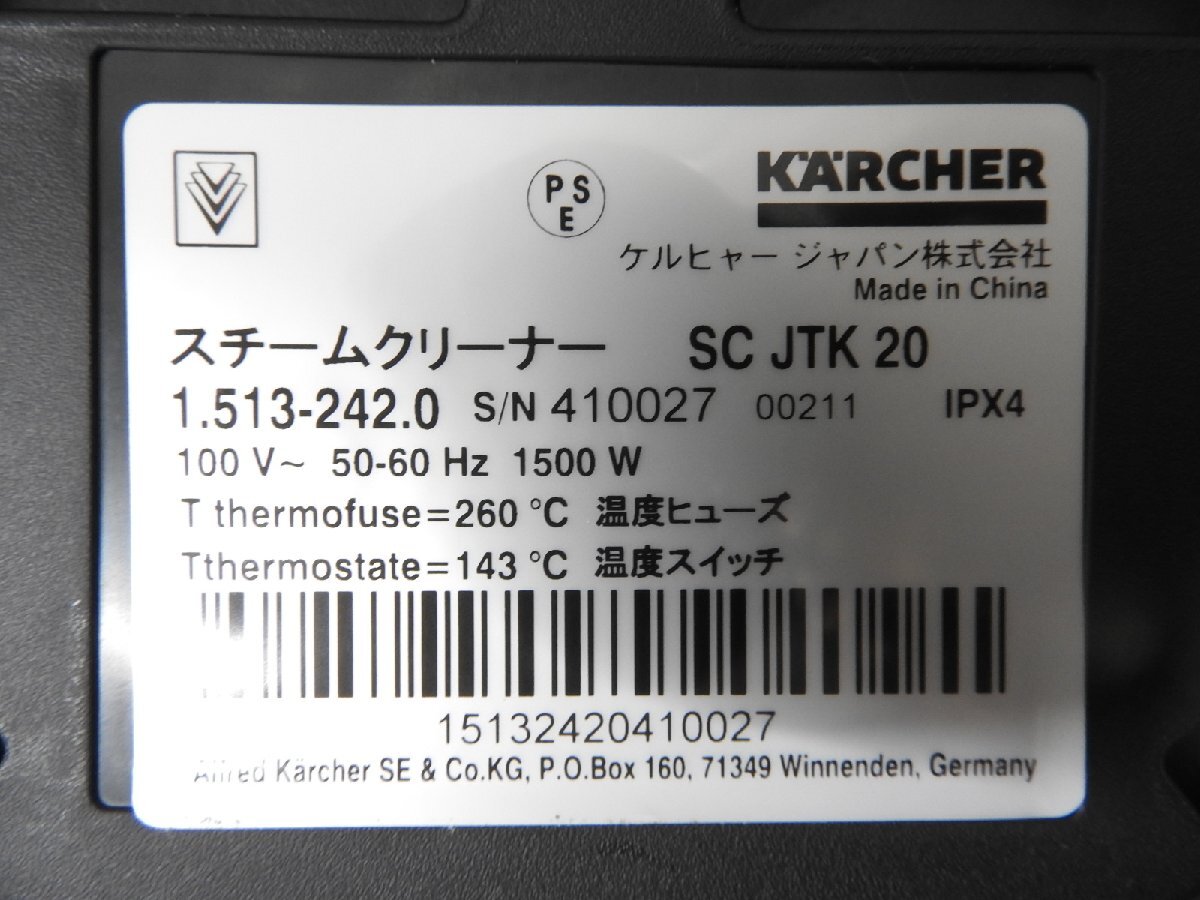 PS
E
KÄRCHER
ケルヒャー ジャパン株式会社
Made in China
スチームクリーナー SC JTK 20
1.513-242.0 S/N 410027 00211 IPX4
100 V~ 50-60 Hz 1500 W
T thermofuse=260 °C 温度ヒューズ
Tthermostate=143 °C 温度スイッチ
15132420410027
Alfred Kärcher SE & Co.KG, P.O.Box 160, 71349 Winnenden, Germany